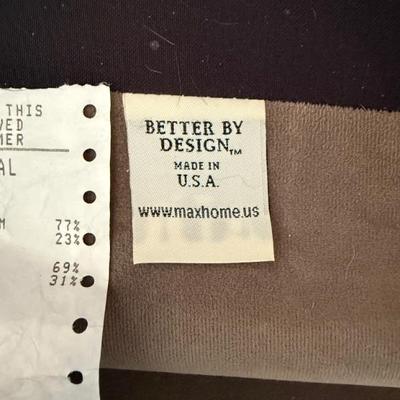 THIS
VED
MER
AL
M 77%
23%
69%
31%
BETTER BY
DESIGN™
MADE IN
U.S.A.
www.maxhome.us